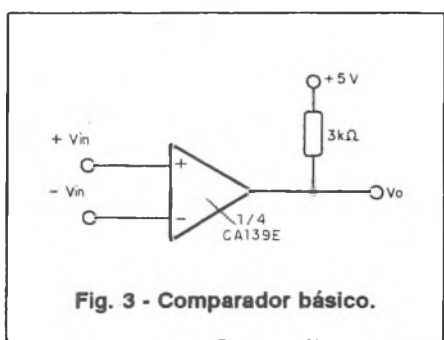 +5V
3kΩ
+ Vin
+
- Vin
-
Vo
1/4
CA139E
Fig. 3 - Comparador básico.